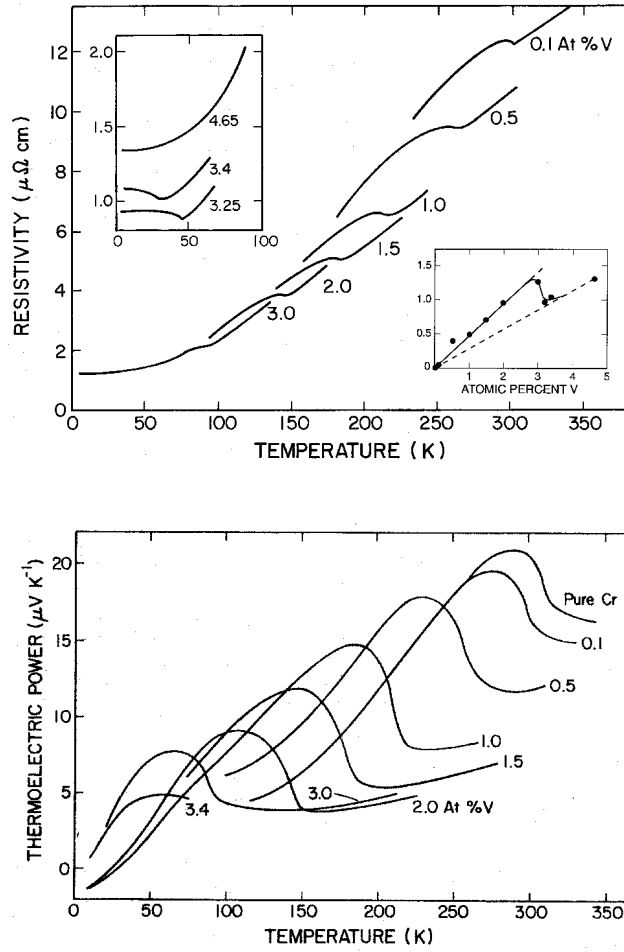 12
10
8
6
4
2
0
RESISTIVITY (μΩ cm)
2.0
1.5
1.0
4.65
3.4
3.25
0 50 100
0.1 At %V
0.5
1.0
1.5
2.0
3.0
1.5
1.0
0.5
0
0 1 2 3 4 5
ATOMIC PERCENT V
0 50 100 150 200 250 300 350
TEMPERATURE (K)
20
15
10
5
0
THERMOELECTRIC POWER (μV K⁻¹)
Pure Cr
0.1
0.5
1.0
1.5
3.0
2.0 At %V
3.4
0 50 100 150 200 250 300
TEMPERATURE (K)